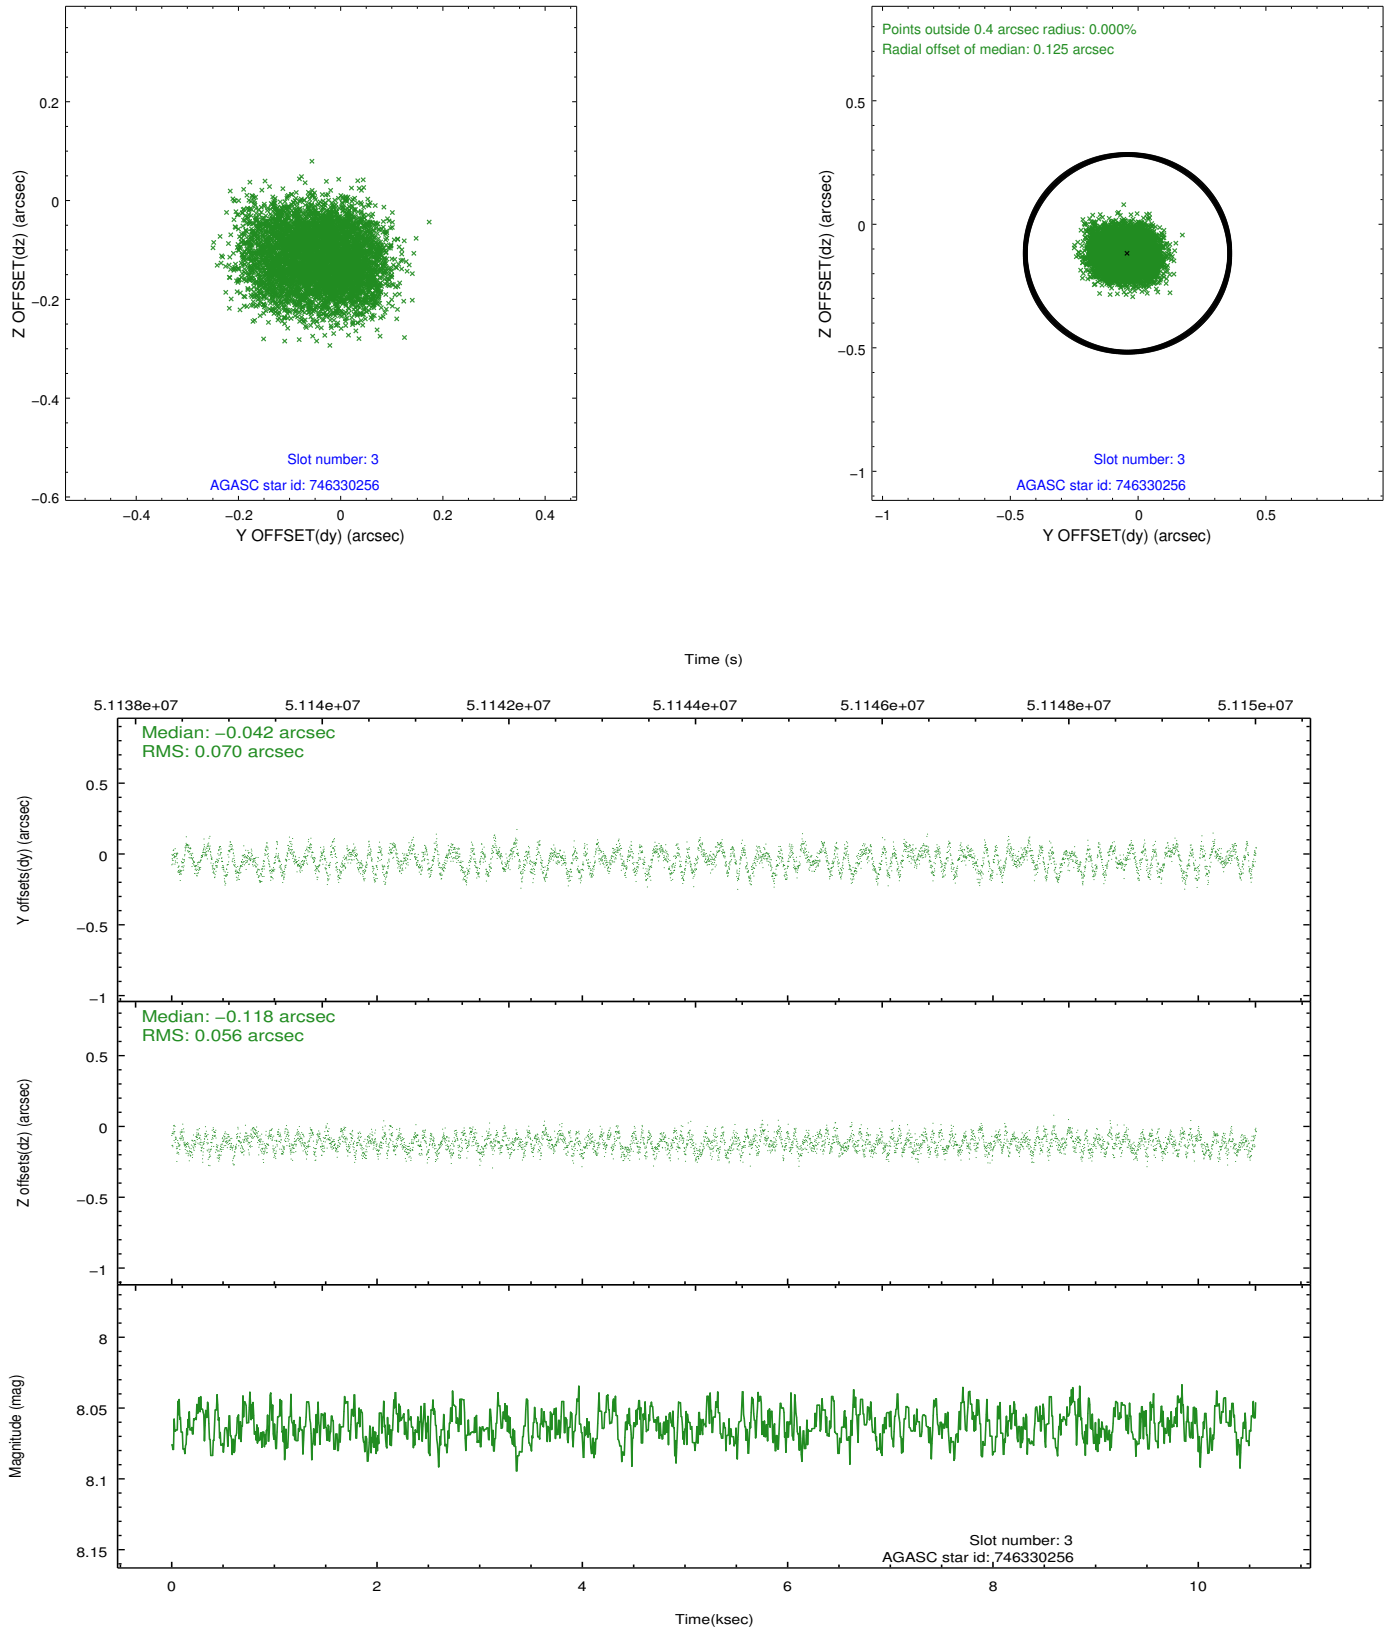 0.2
0
−0.2
−0.4
−0.6
Z OFFSET(dz) (arcsec)
Slot number: 3
AGASC star id: 746330256
−0.4
−0.2
0
0.2
0.4
Y OFFSET(dy) (arcsec)
Points outside 0.4 arcsec radius: 0.000%
Radial offset of median: 0.125 arcsec
0.5
0
−0.5
−1
Z OFFSET(dz) (arcsec)
Slot number: 3
AGASC star id: 746330256
−1
−0.5
0
0.5
Y OFFSET(dy) (arcsec)
Time (s)
5.1138e+07
5.114e+07
5.1142e+07
5.1144e+07
5.1146e+07
5.1148e+07
5.115e+07
Median: −0.042 arcsec
RMS: 0.070 arcsec
0.5
0
−0.5
−1
Y offsets(dy) (arcsec)
Median: −0.118 arcsec
RMS: 0.056 arcsec
0.5
0
−0.5
−1
Z offsets(dz) (arcsec)
8
8.05
8.1
8.15
Magnitude (mag)
Slot number: 3
AGASC star id: 746330256
0
2
4
6
8
10
Time(ksec)